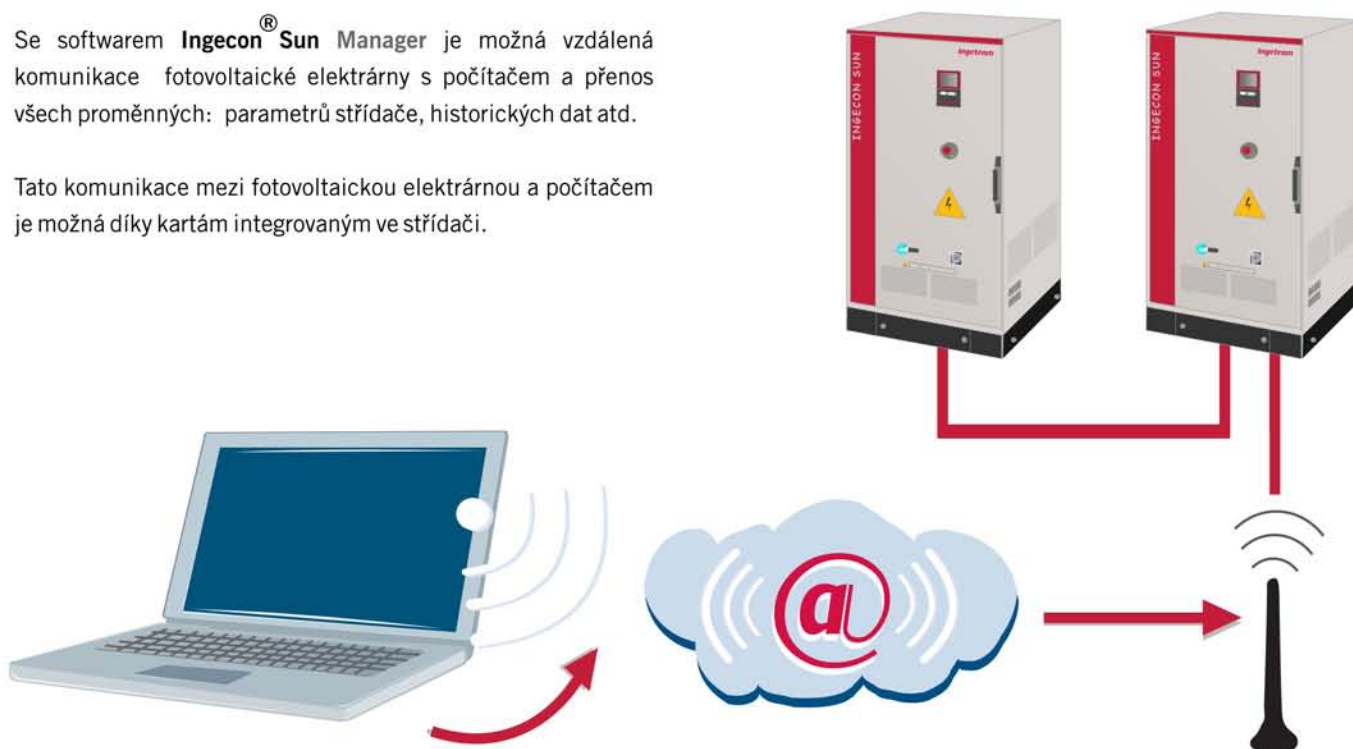 Se softwarem Ingecon® Sun Manager je možná vzdálená
komunikace fotovoltaické elektrárny s počítačem a přenos
všech proměnných: parametrů střídače, historických dat atd.
Tato komunikace mezi fotovoltaickou elektrárnou a počítačem
je možná díky kartám integrovaným ve střídači.
INGECON SUN
Ingeteam
INGECON SUN
Ingeteam
@